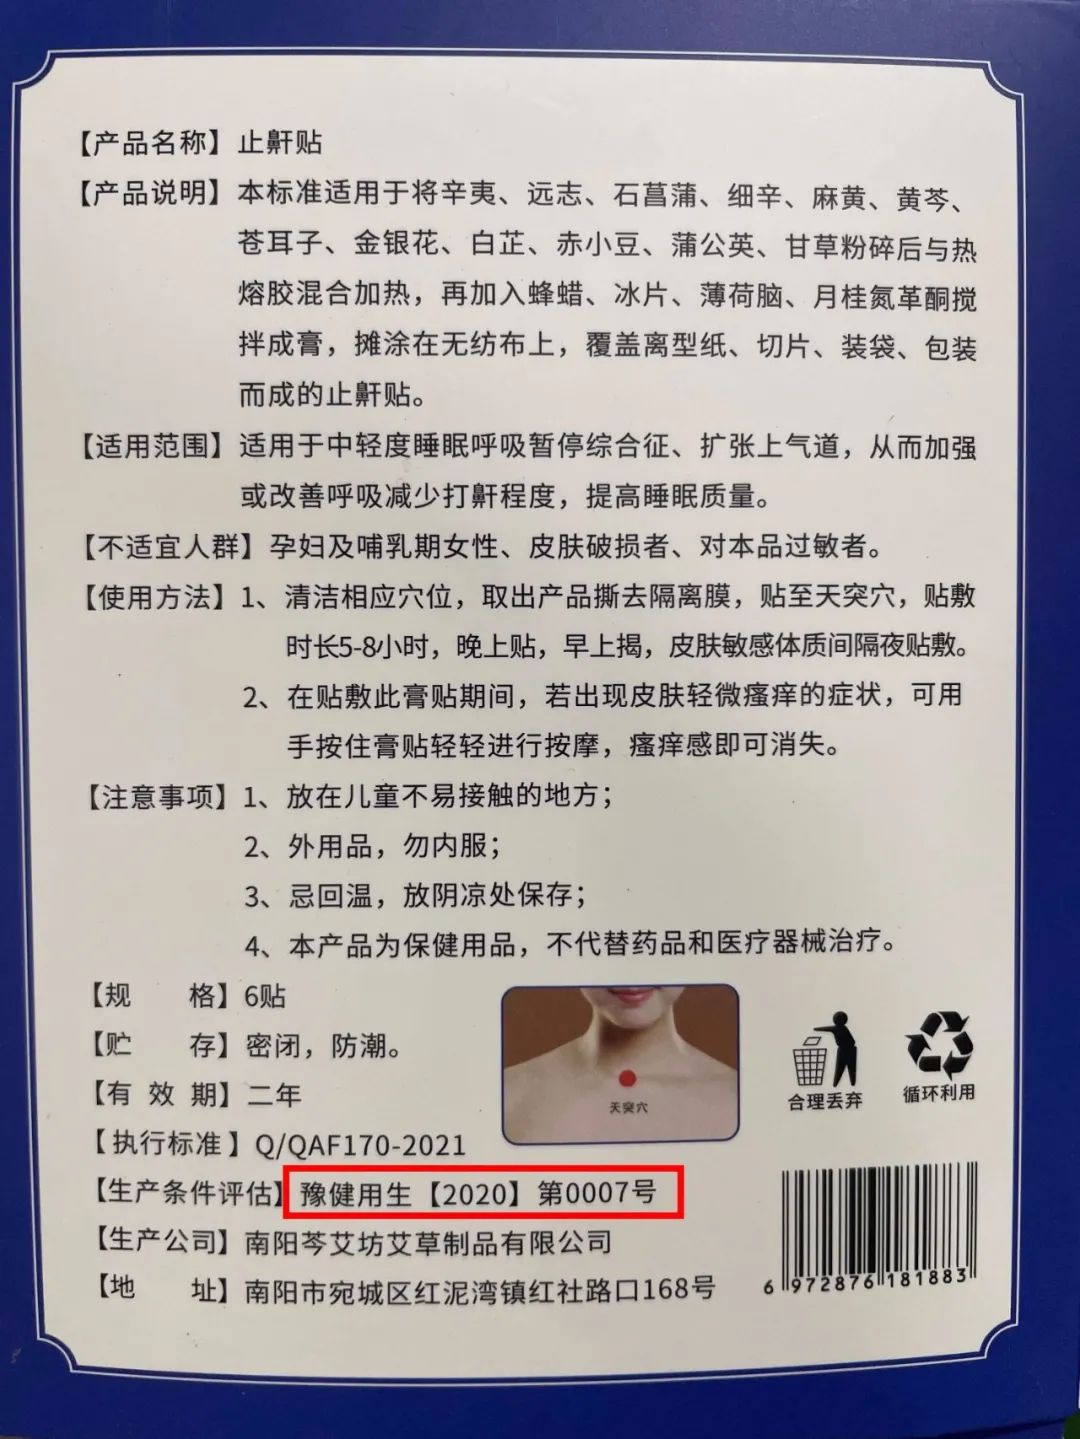 【产品名称】止鼾贴
【产品说明】本标准适用于将辛夷、远志、石菖蒲、细辛、麻黄、黄芩、
苍耳子、金银花、白芷、赤小豆、蒲公英、甘草粉碎后与热
熔胶混合加热，再加入蜂蜡、冰片、薄荷脑、月桂氮革酮搅
拌成膏，摊涂在无纺布上，覆盖离型纸、切片、装袋、包装
而成的止鼾贴。
【适用范围】适用于中轻度睡眠呼吸暂停综合征、扩张上气道，从而加强
或改善呼吸减少打鼾程度，提高睡眠质量。
【不适宜人群】孕妇及哺乳期女性、皮肤破损者、对本品过敏者。
【使用方法】1、清洁相应穴位，取出产品撕去隔离膜，贴至天突穴，贴敷
时长5-8小时，晚上贴，早上揭，皮肤敏感体质间隔夜贴敷。
2、在贴敷此膏贴期间，若出现皮肤轻微瘙痒的症状，可用
手按住膏贴轻轻进行按摩，瘙痒感即可消失。
【注意事项】1、放在儿童不易接触的地方；
2、外用品，勿内服；
3、忌回温，放阴凉处保存；
4、本产品为保健用品，不代替药品和医疗器械治疗。
【规 格】6贴
【贮 存】密闭，防潮。
【有 效 期】二年
【执行标准】Q/QAF170-2021
【生产条件评估】豫健用生【2020】第0007号
【生产公司】南阳芩艾坊艾草制品有限公司
【地 址】南阳市宛城区红泥湾镇红社路口168号
天突穴
合理丢弃
循环利用
6 972876 181883